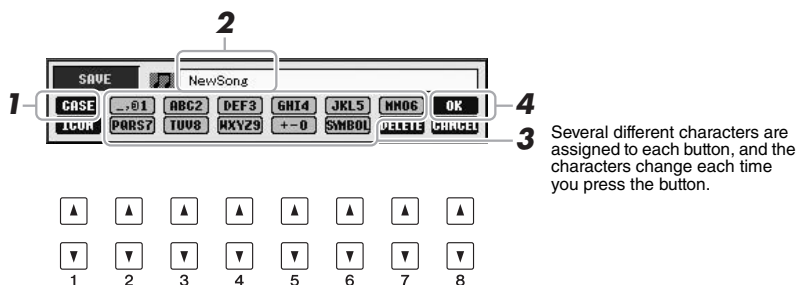 2
SAVE NewSong
1 CASE _,@1 ABC2 DEF3 GHI4 JKL5 MNO6 OK 4
ICON PQRS7 TUV8 WXYZ9 +-0 SYMBOL DELETE CANCEL
3 Several different characters are
assigned to each button, and the
characters change each time
you press the button.
1 2 3 4 5 6 7 8